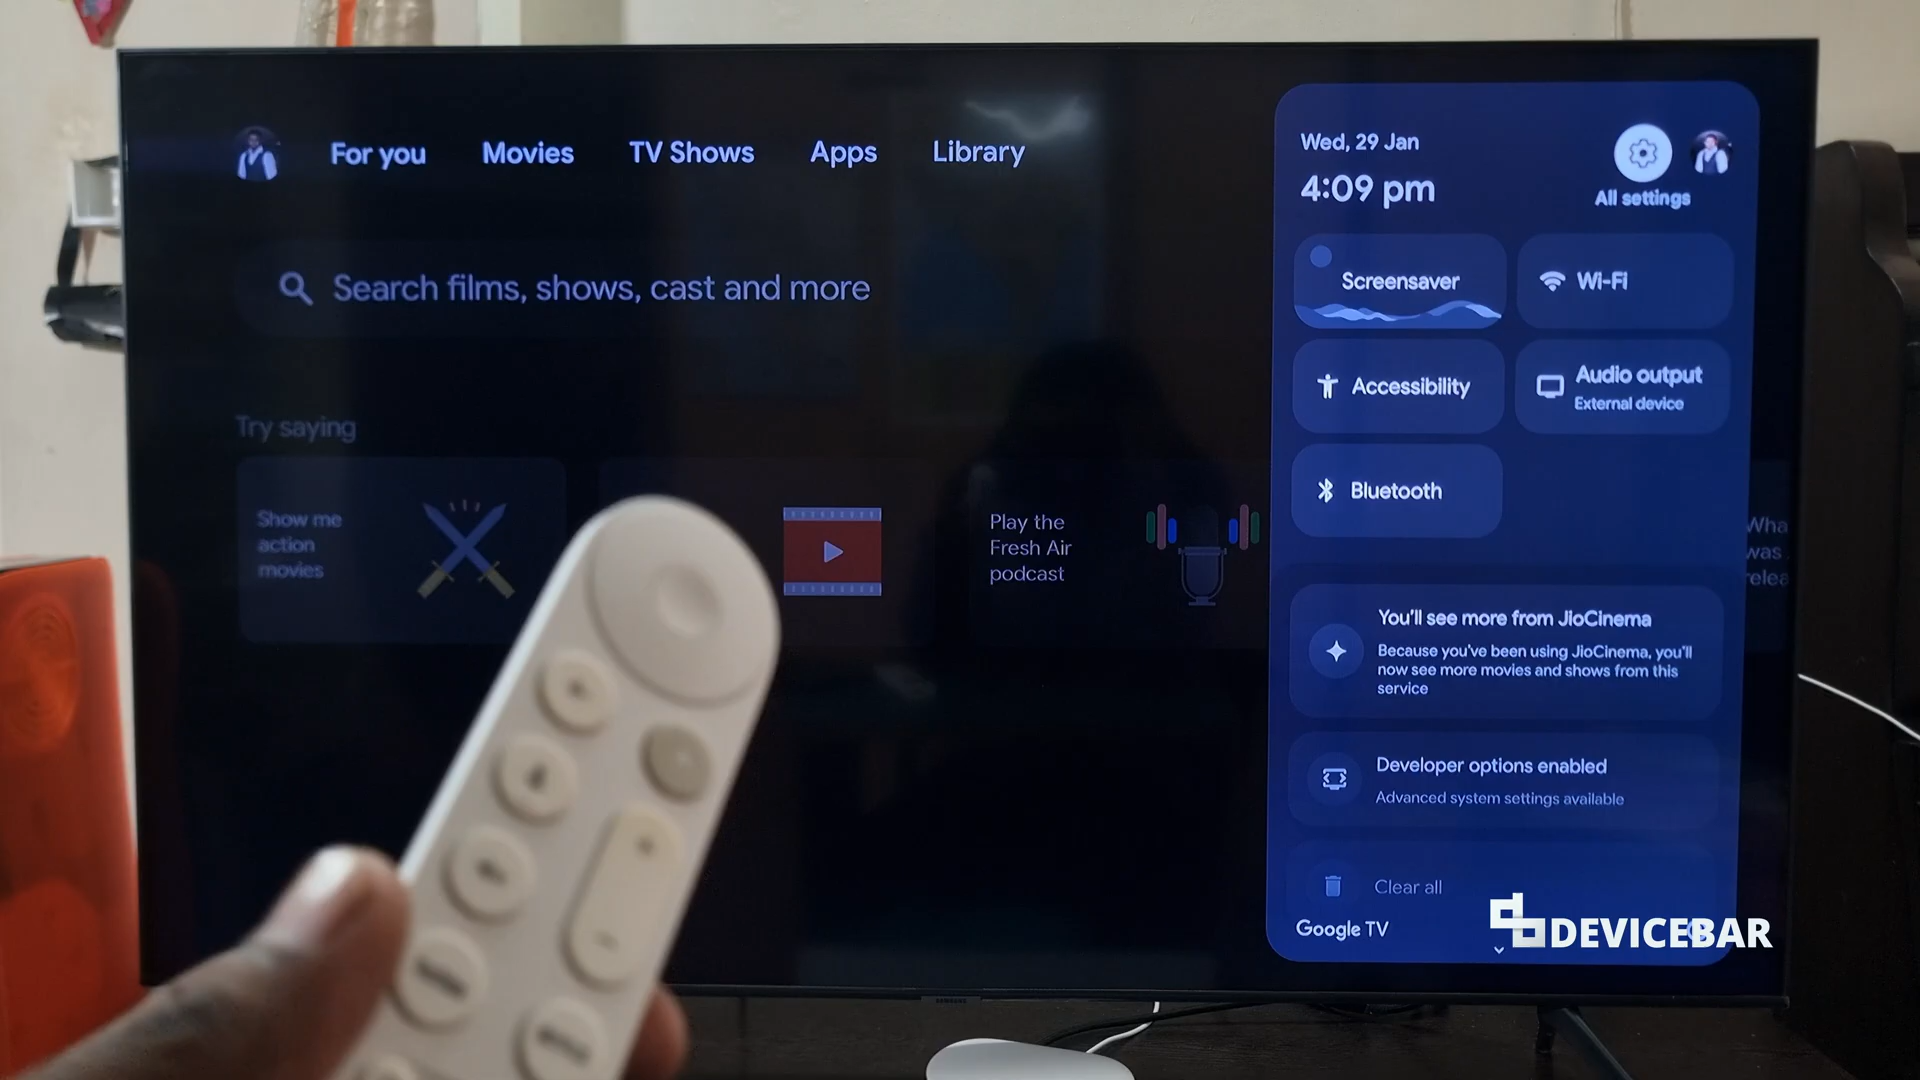 For you
Movies
TV Shows
Apps
Library
Search films, shows, cast and more
Try saying
Show me
action
movies
Play the
Fresh Air
podcast
Wha
was
relea
Wed, 29 Jan
4:09 pm
All settings
Screensaver
Wi-Fi
Accessibility
Audio output
External device
Bluetooth
You'll see more from JioCinema
Because you've been using JioCinema, you'll
now see more movies and shows from this
service
Developer options enabled
Advanced system settings available
Clear all
Google TV
DEVICEBAR
SAMSUNG